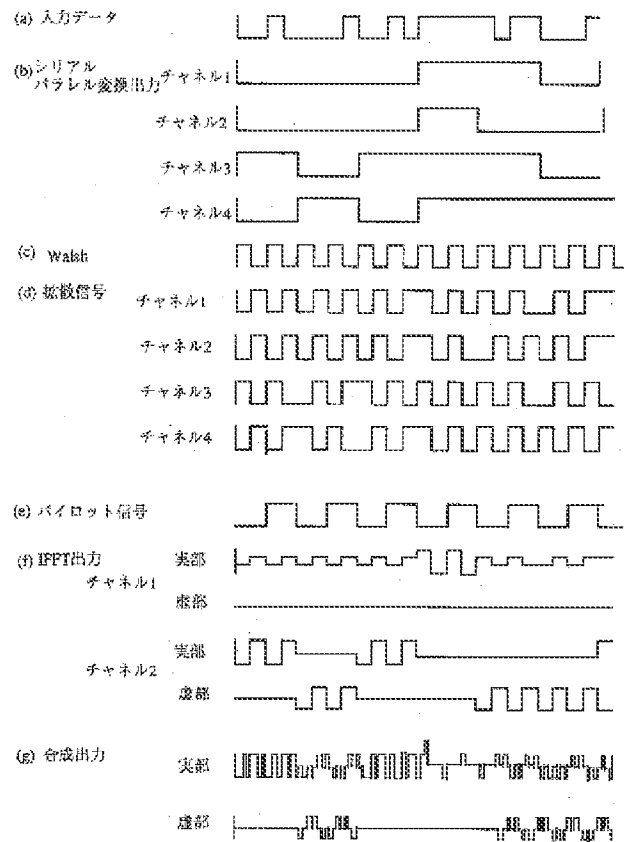 (a) 入力データ
(b)シリアル
パラレル変換出力 チャネル1
チャネル2
チャネル3
チャネル4
(c) Walsh
(d) 拡散信号 チャネル1
チャネル2
チャネル3
チャネル4
(e) パイロット信号
(f) IFFT出力 実部
チャネル1
虚部
実部
チャネル2
虚部
(g) 合成出力 実部
虚部